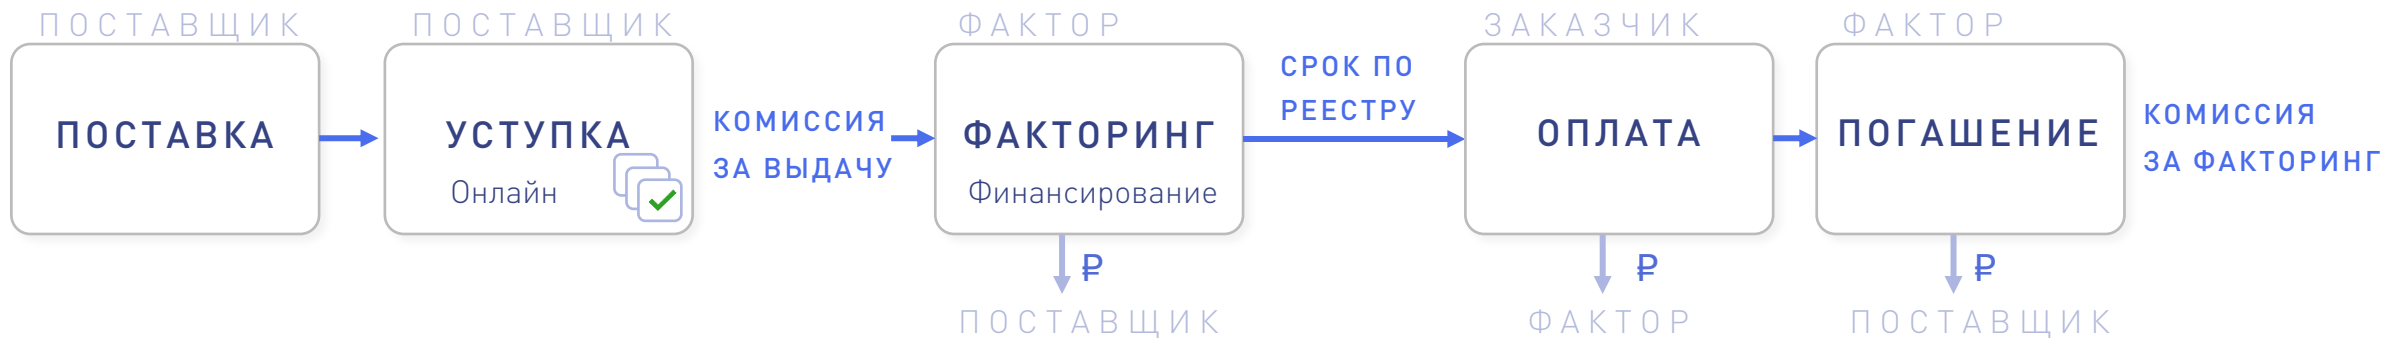 ПОСТАВЩИК
ПОСТАВКА
ПОСТАВЩИК
УСТУПКА
Онлайн
КОМИССИЯ
ЗА ВЫДАЧУ
ФАКТОР
ФАКТОРИНГ
Финансирование
₽
ПОСТАВЩИК
СРОК ПО
РЕЕСТРУ
ЗАКАЗЧИК
ОПЛАТА
₽
ФАКТОР
ФАКТОР
ПОГАШЕНИЕ
₽
ПОСТАВЩИК
КОМИССИЯ
ЗА ФАКТОРИНГ